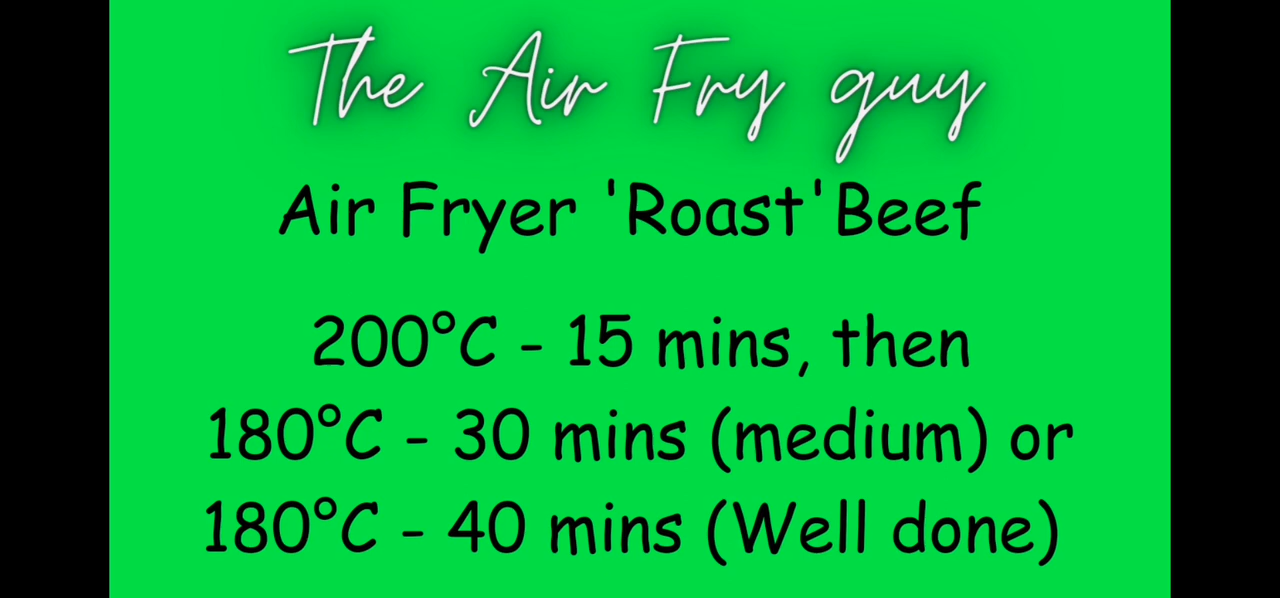 The Air Fry guy
Air Fryer 'Roast' Beef
200°C - 15 mins, then
180°C - 30 mins (medium) or
180°C - 40 mins (Well done)